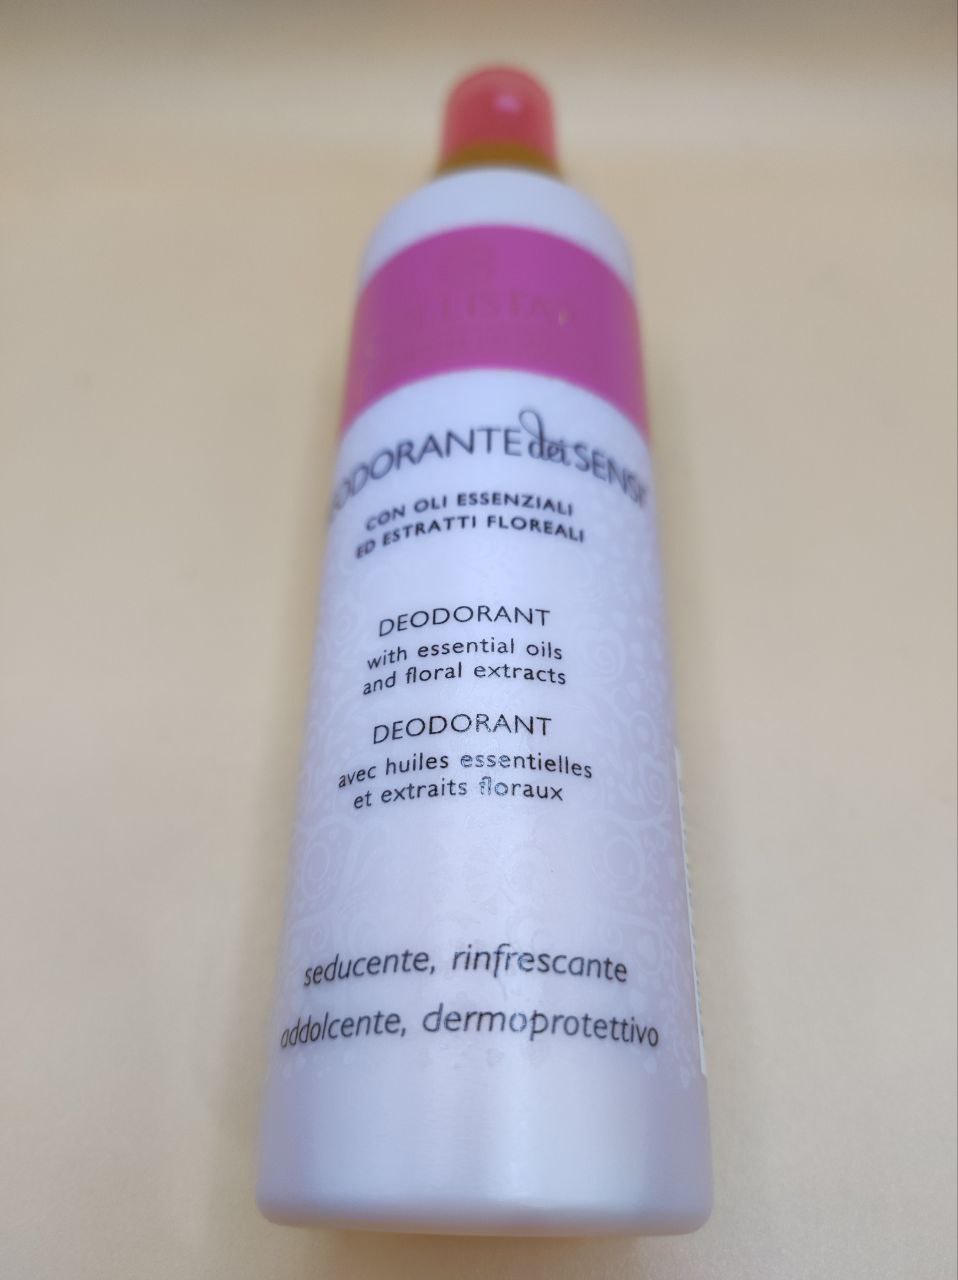 DEODORANTE dei SENSI
CON OLI ESSENZIALI
ED ESTRATTI FLOREALI
DEODORANT
with essential oils
and floral extracts
DEODORANT
avec huiles essentielles
et extraits floraux
seducente, rinfrescante
addolcente, dermoprotettivo